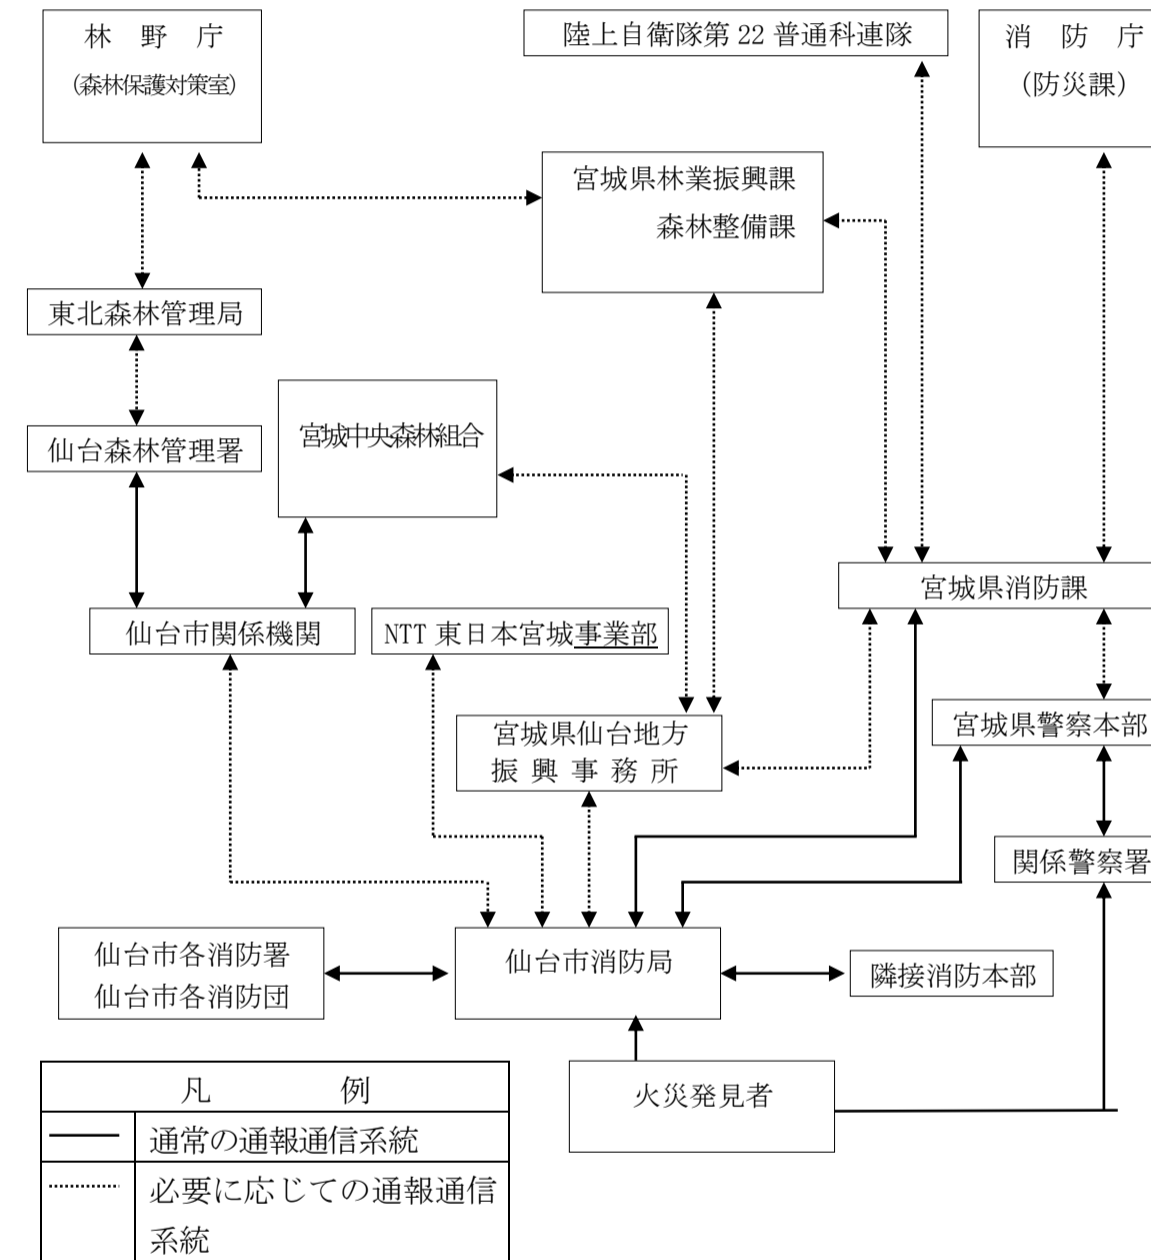 林　野　庁
（森林保護対策室）
陸上自衛隊第 22 普通科連隊
消　防　庁
（防災課）
宮城県林業振興課
森林整備課
東北森林管理局
宮城中央森林組合
仙台森林管理署
宮城県消防課
仙台市関係機関
NTT 東日本宮城事業部
宮城県警察本部
宮城県仙台地方
振 興 事 務 所
関係警察署
仙台市各消防署
仙台市各消防団
仙台市消防局
隣接消防本部
火災発見者
凡　　　例
通常の通報通信系統
必要に応じての通報通信
系統